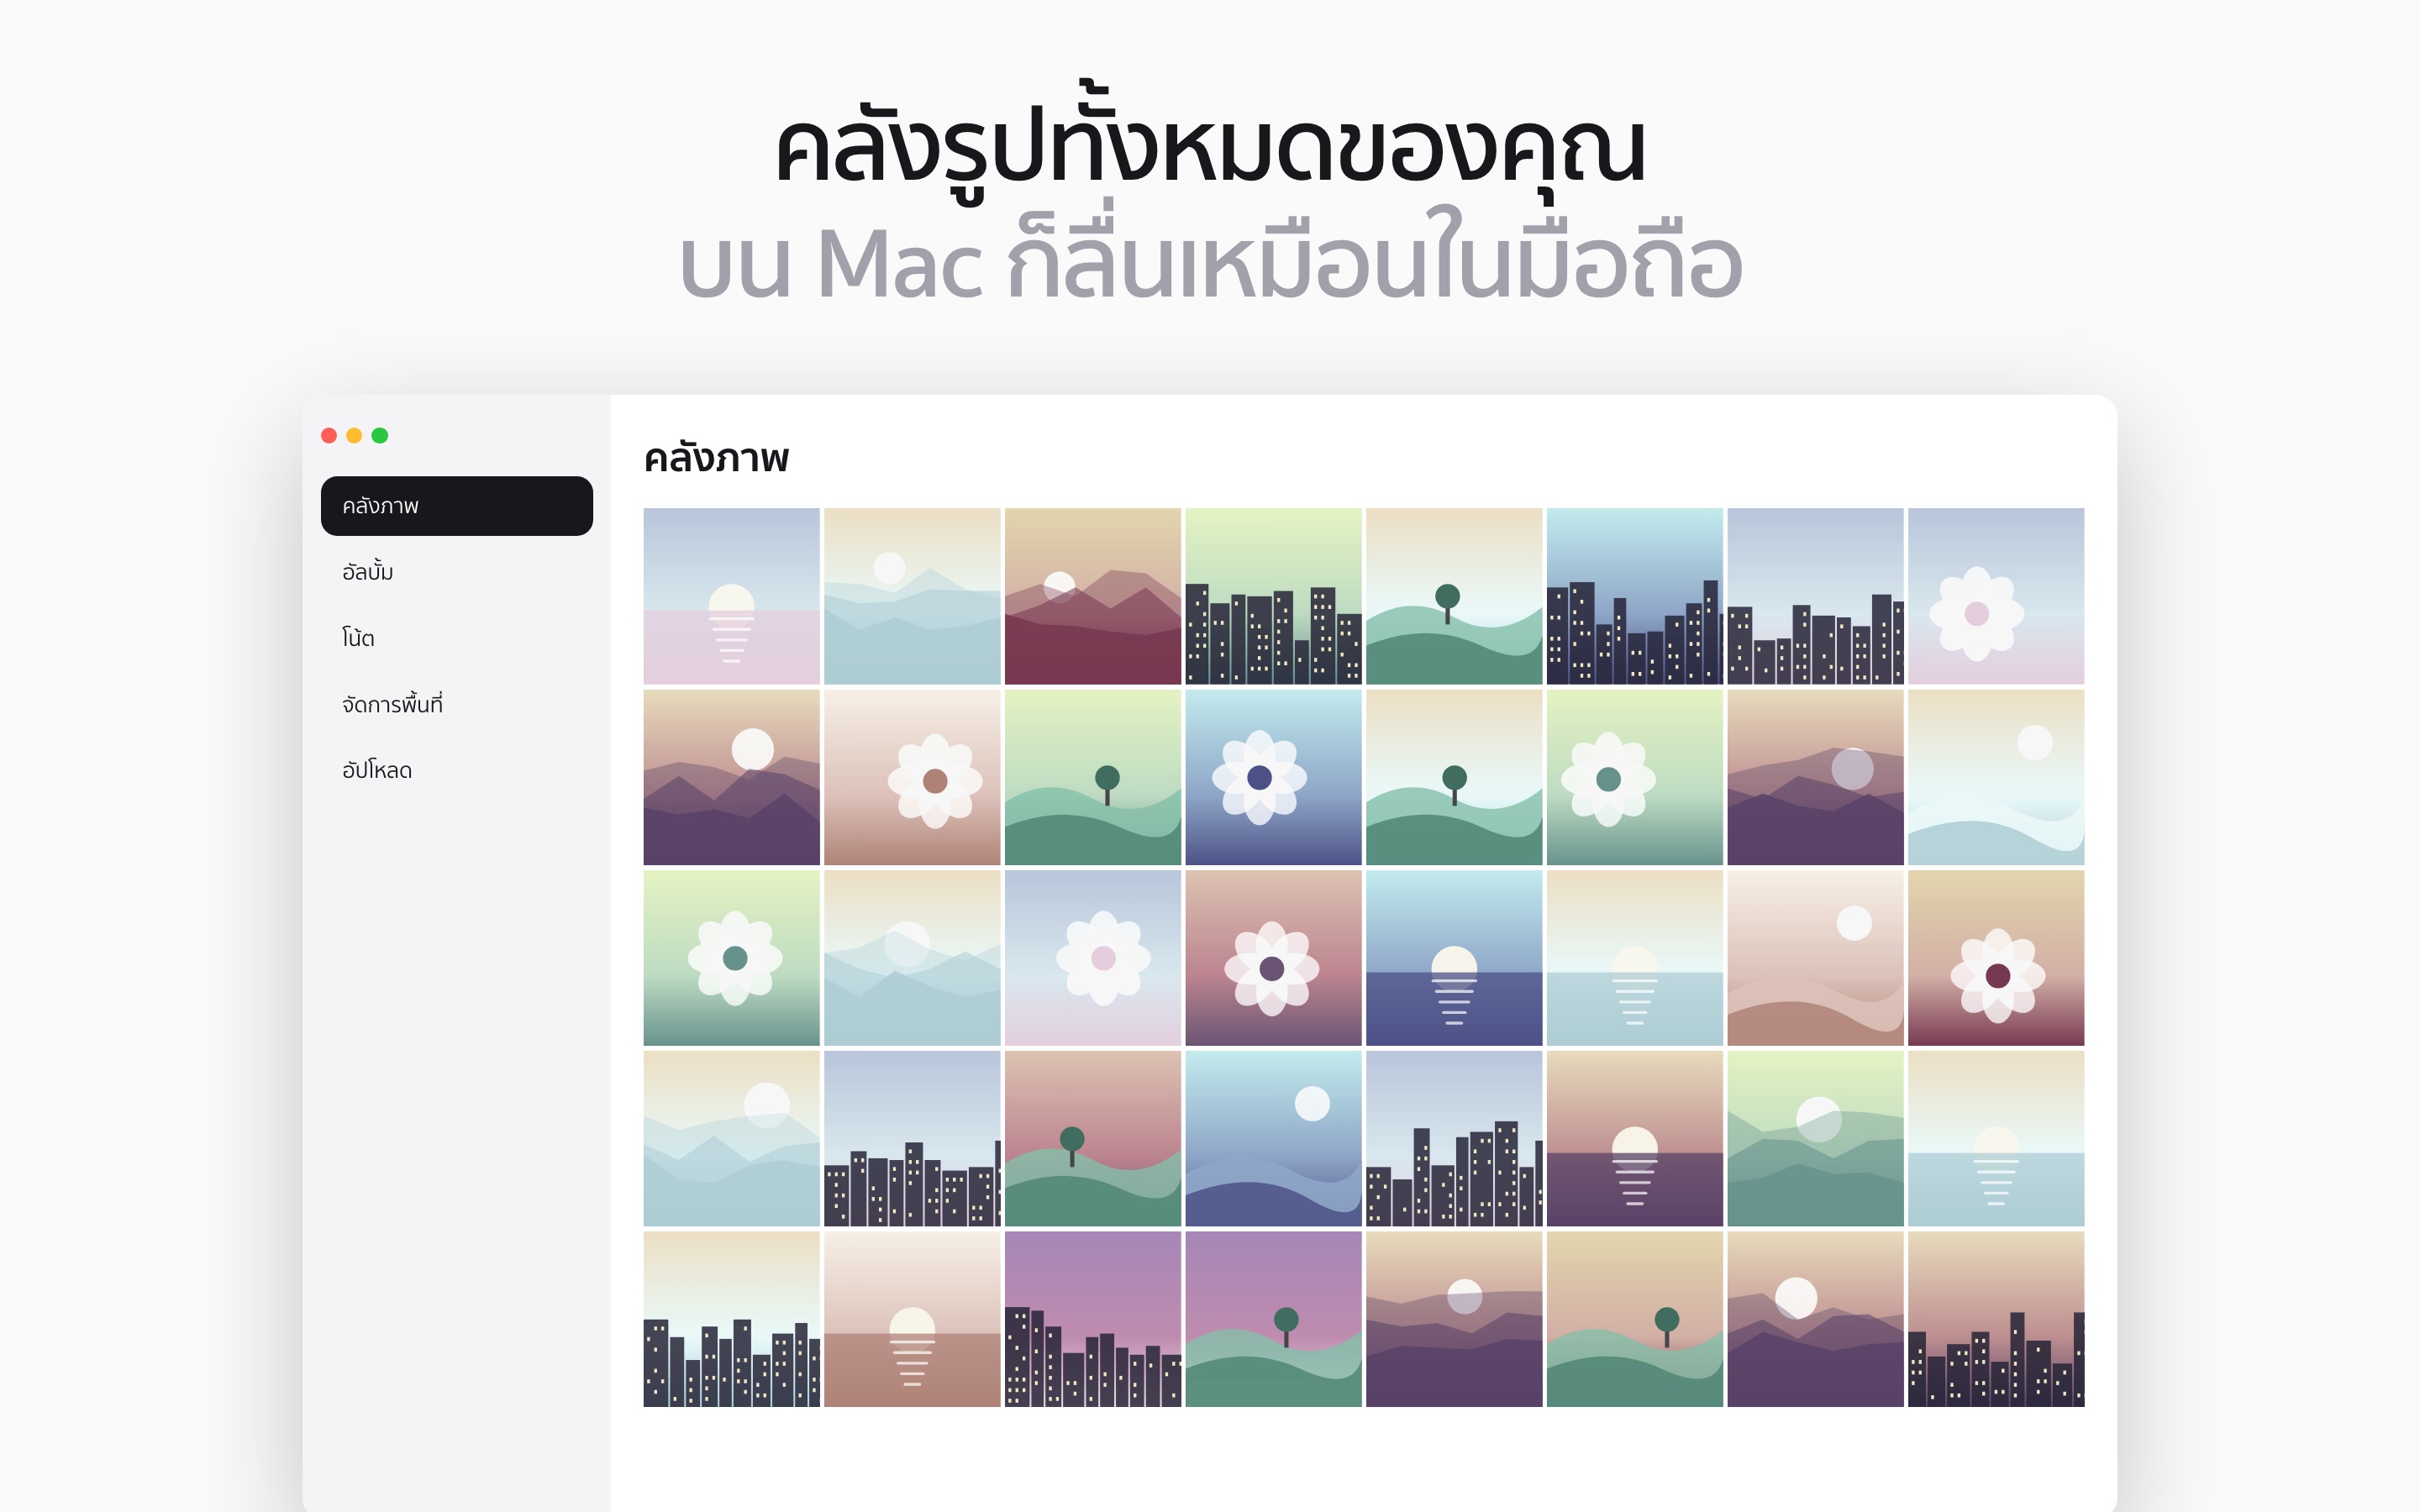 คลังรูปทั้งหมดของคุณ
บน Mac ก็ลื่นเหมือนในมือถือ
คลังภาพ
อัลบั้ม
โน้ต
จัดการพื้นที่
อัปโหลด
คลังภาพ